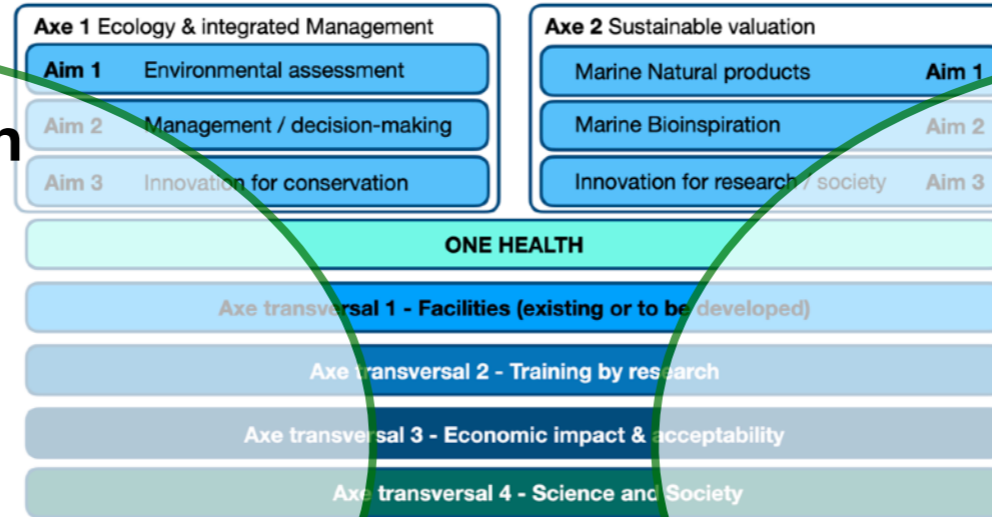 Axe 1 Ecology & integrated Management
Aim 1 Environmental assessment
Aim 2 Management / decision-making
Aim 3 Innovation for conservation
n
Axe 2 Sustainable valuation
Marine Natural products Aim 1
Marine Bioinspiration Aim 2
Innovation for research / society Aim 3
ONE HEALTH
Axe transversal 1 - Facilities (existing or to be developed)
Axe transversal 2 - Training by research
Axe transversal 3 - Economic impact & acceptability
Axe transversal 4 - Science and Society